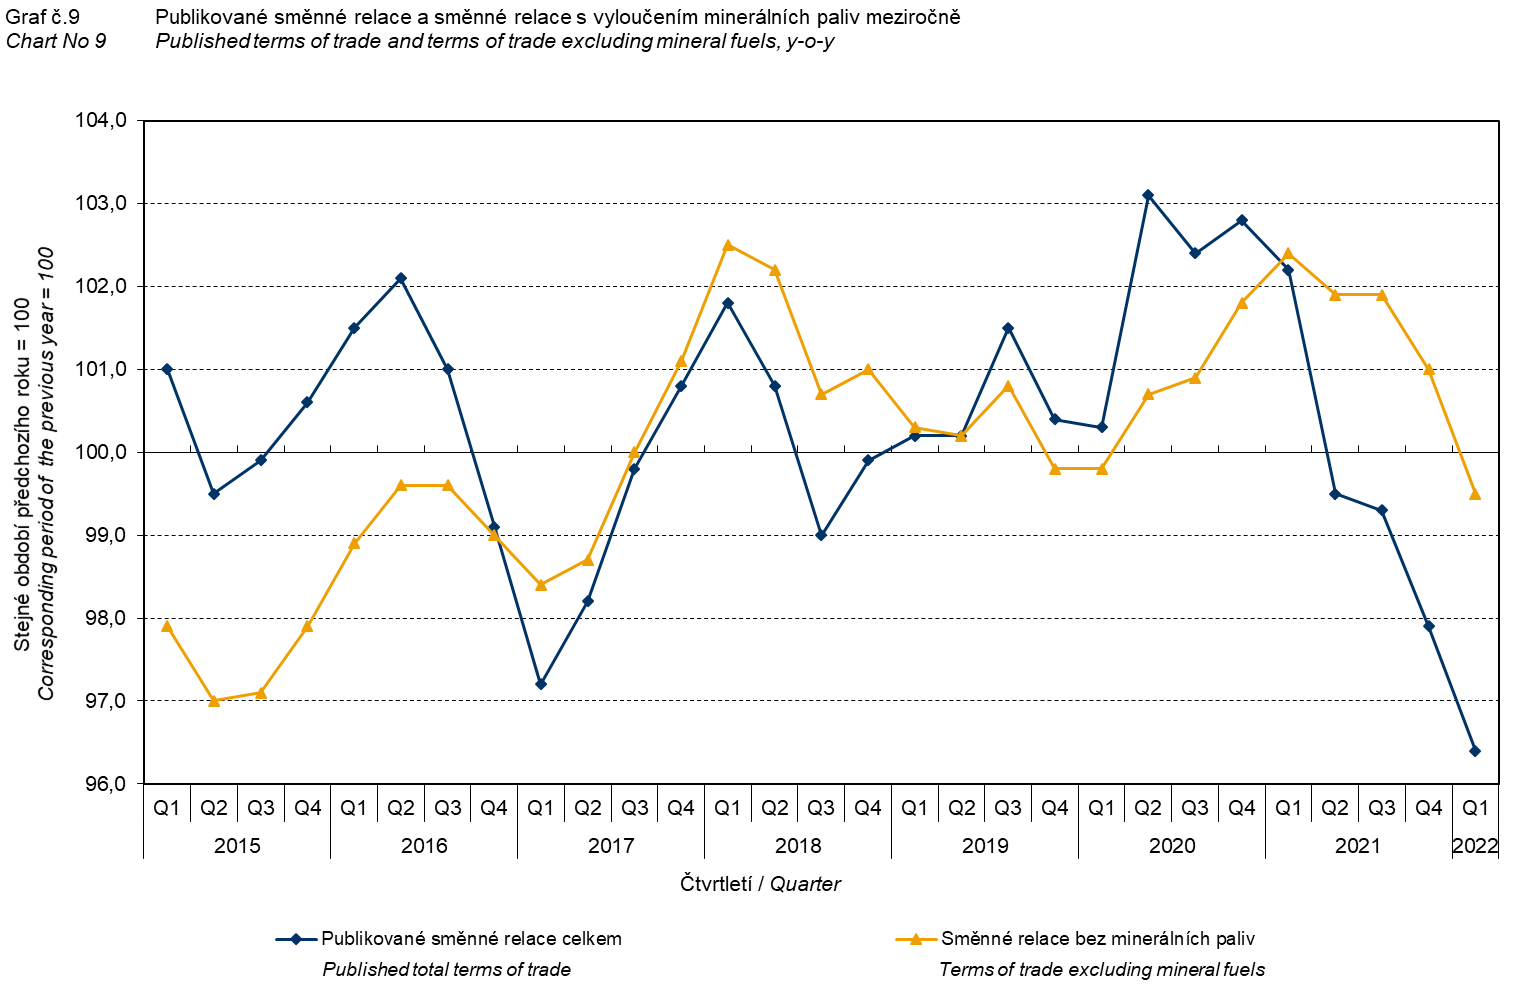 Graf č.9 Publikované směnné relace a směnné relace s vyloučením minerálních paliv meziročně
Chart No 9 Published terms of trade and terms of trade excluding mineral fuels, y-o-y
Stejné období předchozího roku = 100
Corresponding period of the previous year = 100
104,0
103,0
102,0
101,0
100,0
99,0
98,0
97,0
96,0
Q1 Q2 Q3 Q4 Q1 Q2 Q3 Q4 Q1 Q2 Q3 Q4 Q1 Q2 Q3 Q4 Q1 Q2 Q3 Q4 Q1 Q2 Q3 Q4 Q1 Q2 Q3 Q4 Q1
2015 2016 2017 2018 2019 2020 2021 2022
Čtvrtletí / Quarter
Publikované směnné relace celkem Směnné relace bez minerálních paliv
Published total terms of trade Terms of trade excluding mineral fuels